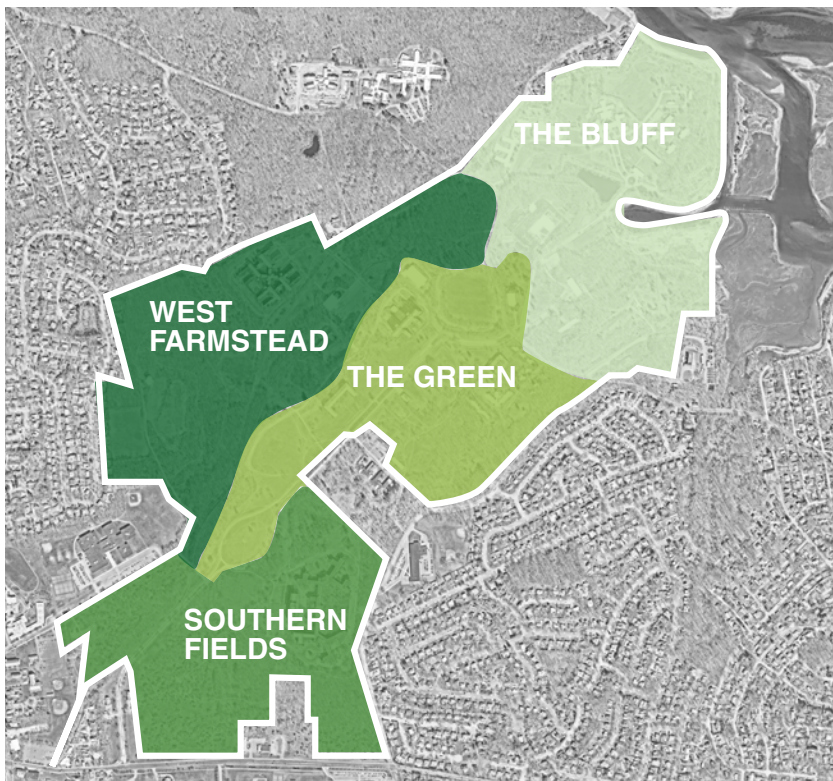 THE BLUFF
WEST
FARMSTEAD
THE GREEN
SOUTHERN
FIELDS